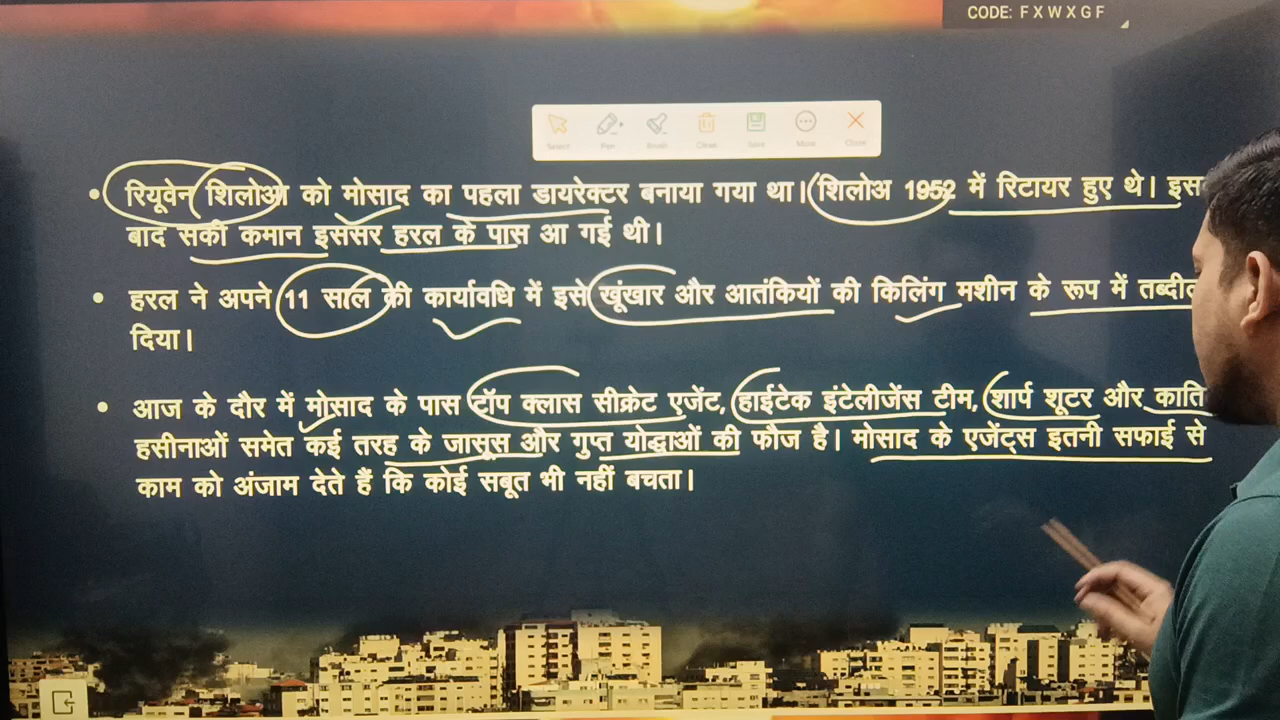 CODE: F X W X G F
Select Pen Brush Clear Save More Close
• रियूवेन शिलोआ को मोसाद का पहला डायरेक्टर बनाया गया था। शिलोअ 1952 में रिटायर हुए थे। इस
बाद सकी कमान इससर हरल के पास आ गई थी।
• हरल ने अपने 11 साल की कार्यावधि में इसे खूंखार और आतंकियों की किलिंग मशीन के रूप में तब्दील
दिया।
• आज के दौर में मोसाद के पास टॉप क्लास सीक्रेट एजेंट, हाईटेक इंटेलीजेंस टीम, शार्प शूटर और काति
हसीनाओं समेत कई तरह के जासूस और गुप्त योद्धाओं की फौज है। मोसाद के एजेंट्स इतनी सफाई से
काम को अंजाम देते हैं कि कोई सबूत भी नहीं बचता।